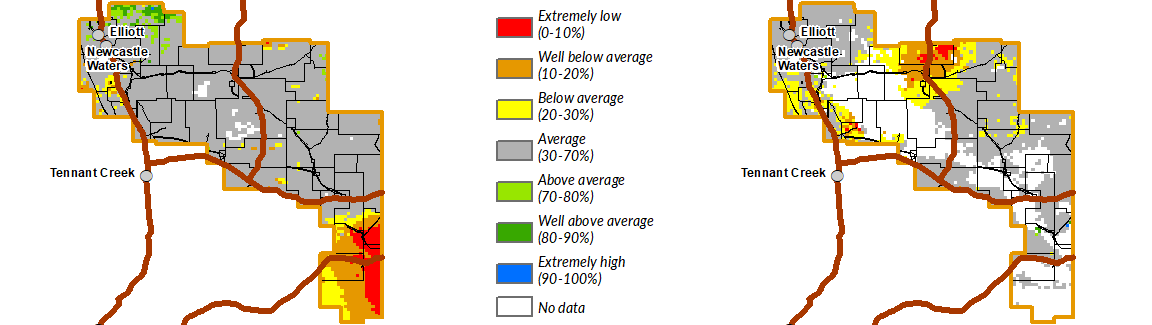 Elliott
Newcastle
Waters
Tennant Creek
Extremely low
(0-10%)
Well below average
(10-20%)
Below average
(20-30%)
Average
(30-70%)
Above average
(70-80%)
Well above average
(80-90%)
Extremely high
(90-100%)
No data
Elliott
Newcastle
Waters
Tennant Creek